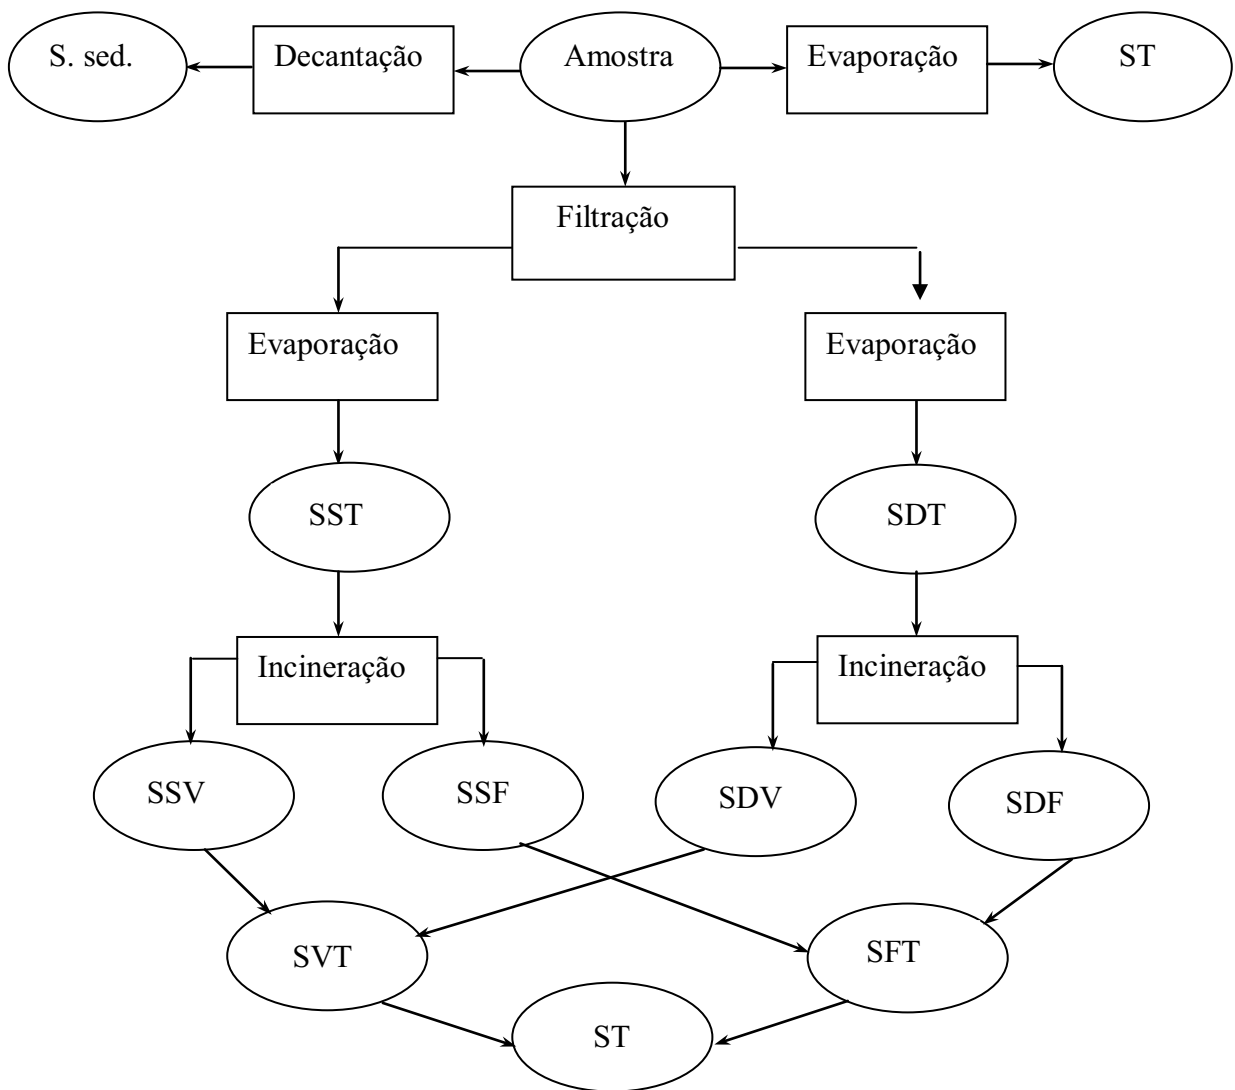 S. sed.
Decantação
Amostra
Evaporação
ST
Filtração
Evaporação
Evaporação
SST
SDT
Incineração
Incineração
SSV
SSF
SDV
SDF
SVT
SFT
ST